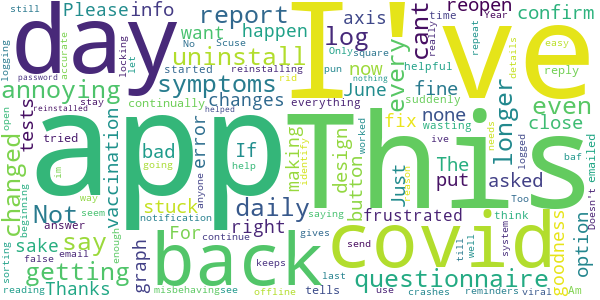 still Please info report axis want happen reopen confirm
day I've
Year time really easy
No Scuse Only square repeat details
cant log every
logging accurate locking let reinstalling rid uninstall
started pun helpful reply
password stay
annoying symptoms now June fine even
continually changes everything suddenly
reinstalled
tests open tried
app This
vaccination error none fix close
bad If design button longer
worked wasting ive logged needs baf emailed Doesn't
am going way help anyone helped identify reason
changed beginning Not stuck daily making Just put The asked
notification saying
say For right frustrated think option
seem answer
sake enough graph back covid goodness
getting gives till well system Too
false email continue send
sorting Thanks misbehaving see keeps tells last use questionnaire reminders viral Am
reading offline crashes nothing